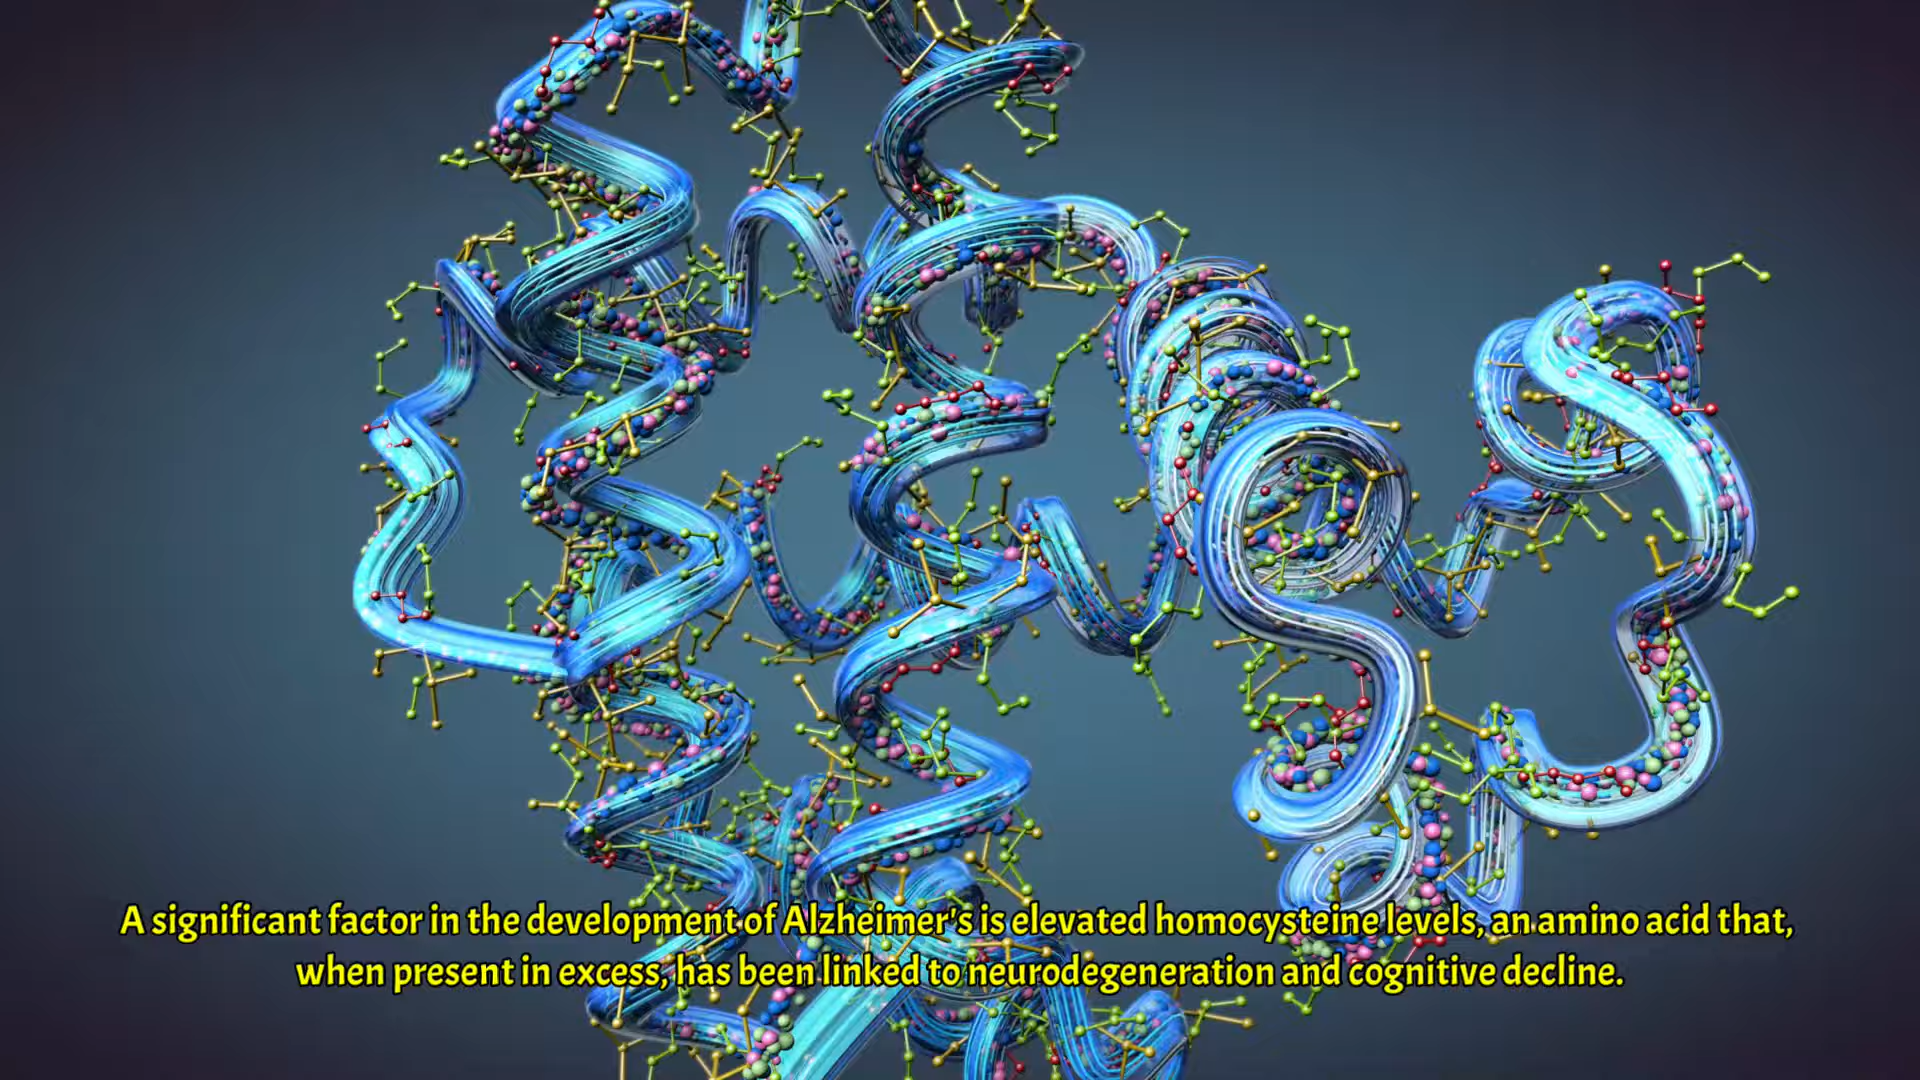 A significant factor in the development of Alzheimer's is elevated homocysteine levels, an amino acid that,
when present in excess, has been linked to neurodegeneration and cognitive decline.